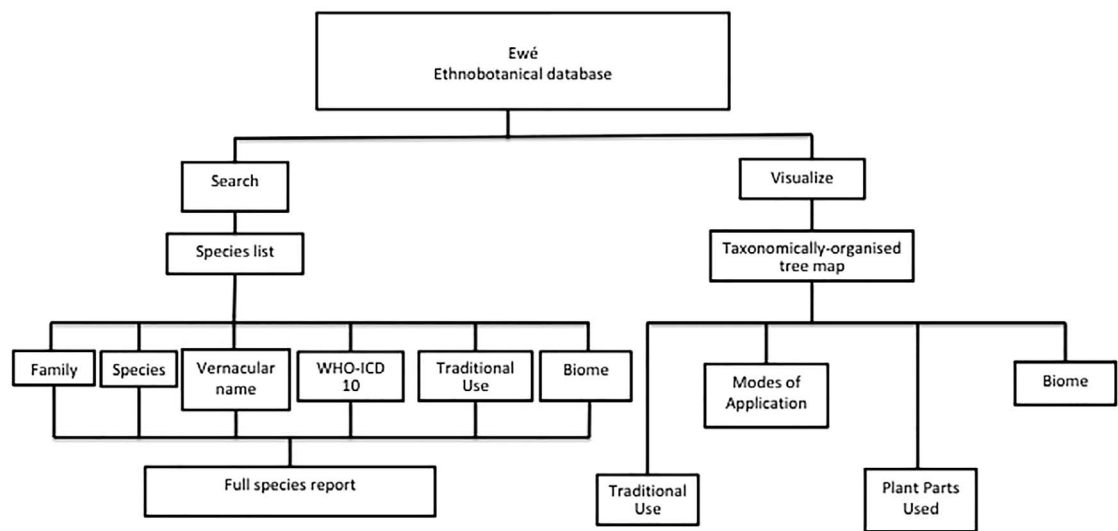 Ewé
Ethnobotanical database
Search
Visualize
Species list
Taxonomically-organised
tree map
Family
Species
Vernacular
name
WHO-ICD
10
Traditional
Use
Biome
Modes of
Application
Biome
Full species report
Traditional
Use
Plant Parts
Used